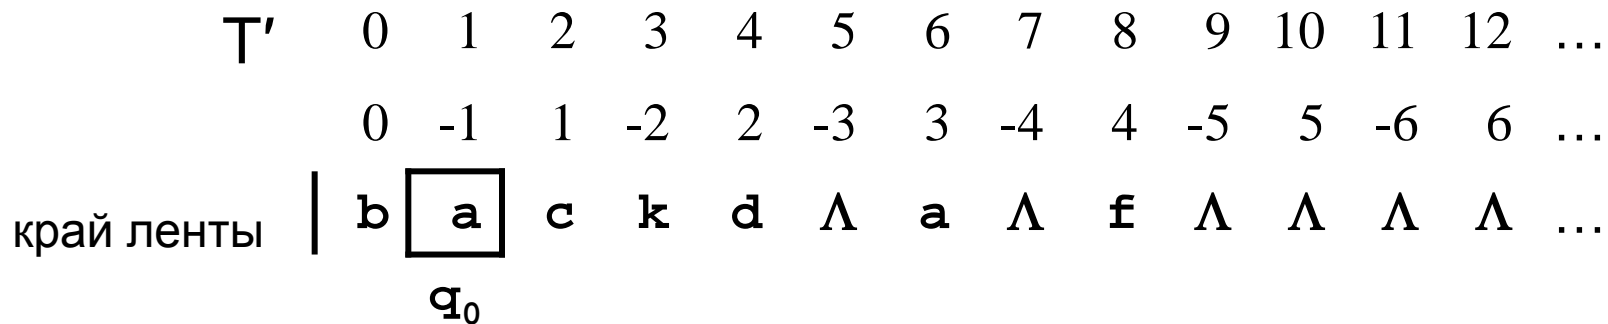 T′ 0 1 2 3 4 5 6 7 8 9 10 11 12 …
0 -1 1 -2 2 -3 3 -4 4 -5 5 -6 6 …
край ленты | b a c k d Λ a Λ f Λ Λ Λ Λ …
q₀